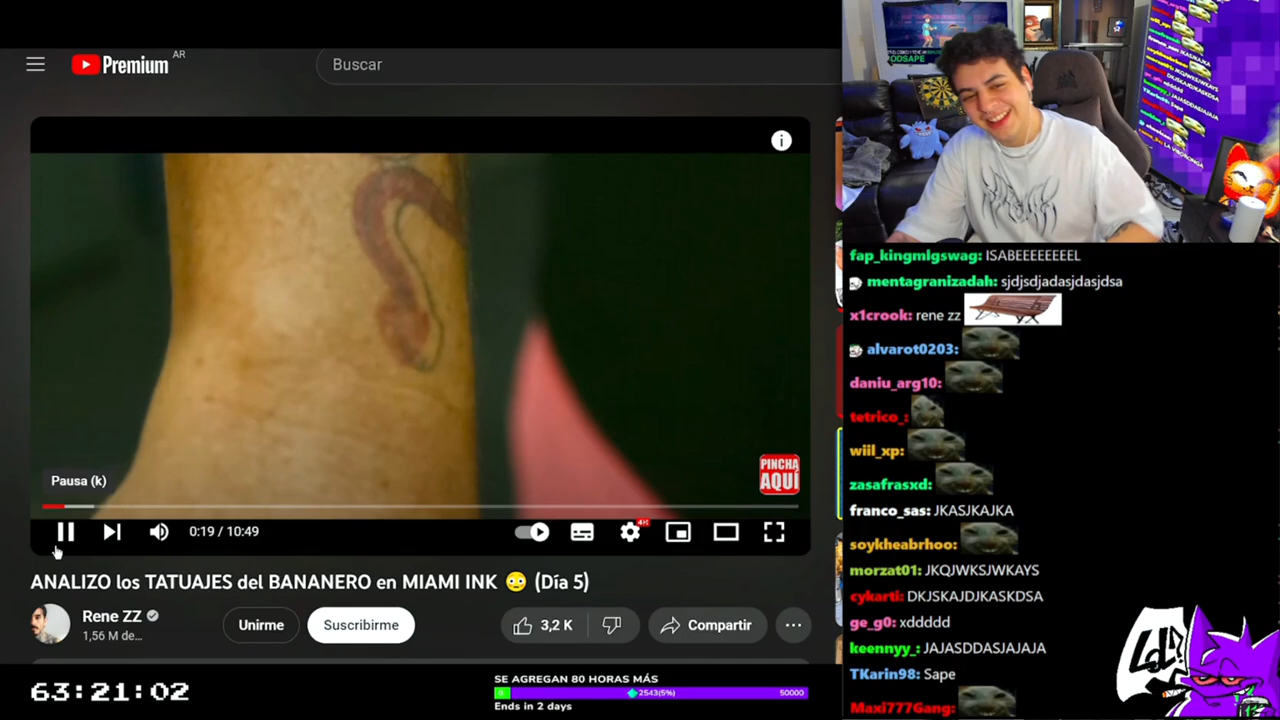 Premium
AR
Buscar
PINCHA
AQUÍ
Pausa (k)
0:19 / 10:49
ANALIZO los TATUAJES del BANANERO en MIAMI INK 😳 (Día 5)
Rene ZZ
1,56 M de...
Unirme
Suscribirme
3,2 K
Compartir
63:21:02
SE AGREGAN 80 HORAS MÁS
0
2543(5%)
50000
Ends in 2 days
fap_kingmlgswag: ISABEEEEEEEEL
mentagranizadah: sjdjsdjadasjdasjdsa
x1crook: rene zz
alvarot0203:
daniu_arg10:
tetrico_:
wiil_xp:
zasafrasxd:
franco_sas: JKASJKAJKA
soykheabrhoo:
morzat01: JKQJWKSJWKAYS
cykarti: DKJSKAJDJKASKDSA
ge_g0: xddddd
keennyy_: JAJASDDASJAJAJA
TKarin98: Sape
Maxi777Gang:
LOL?